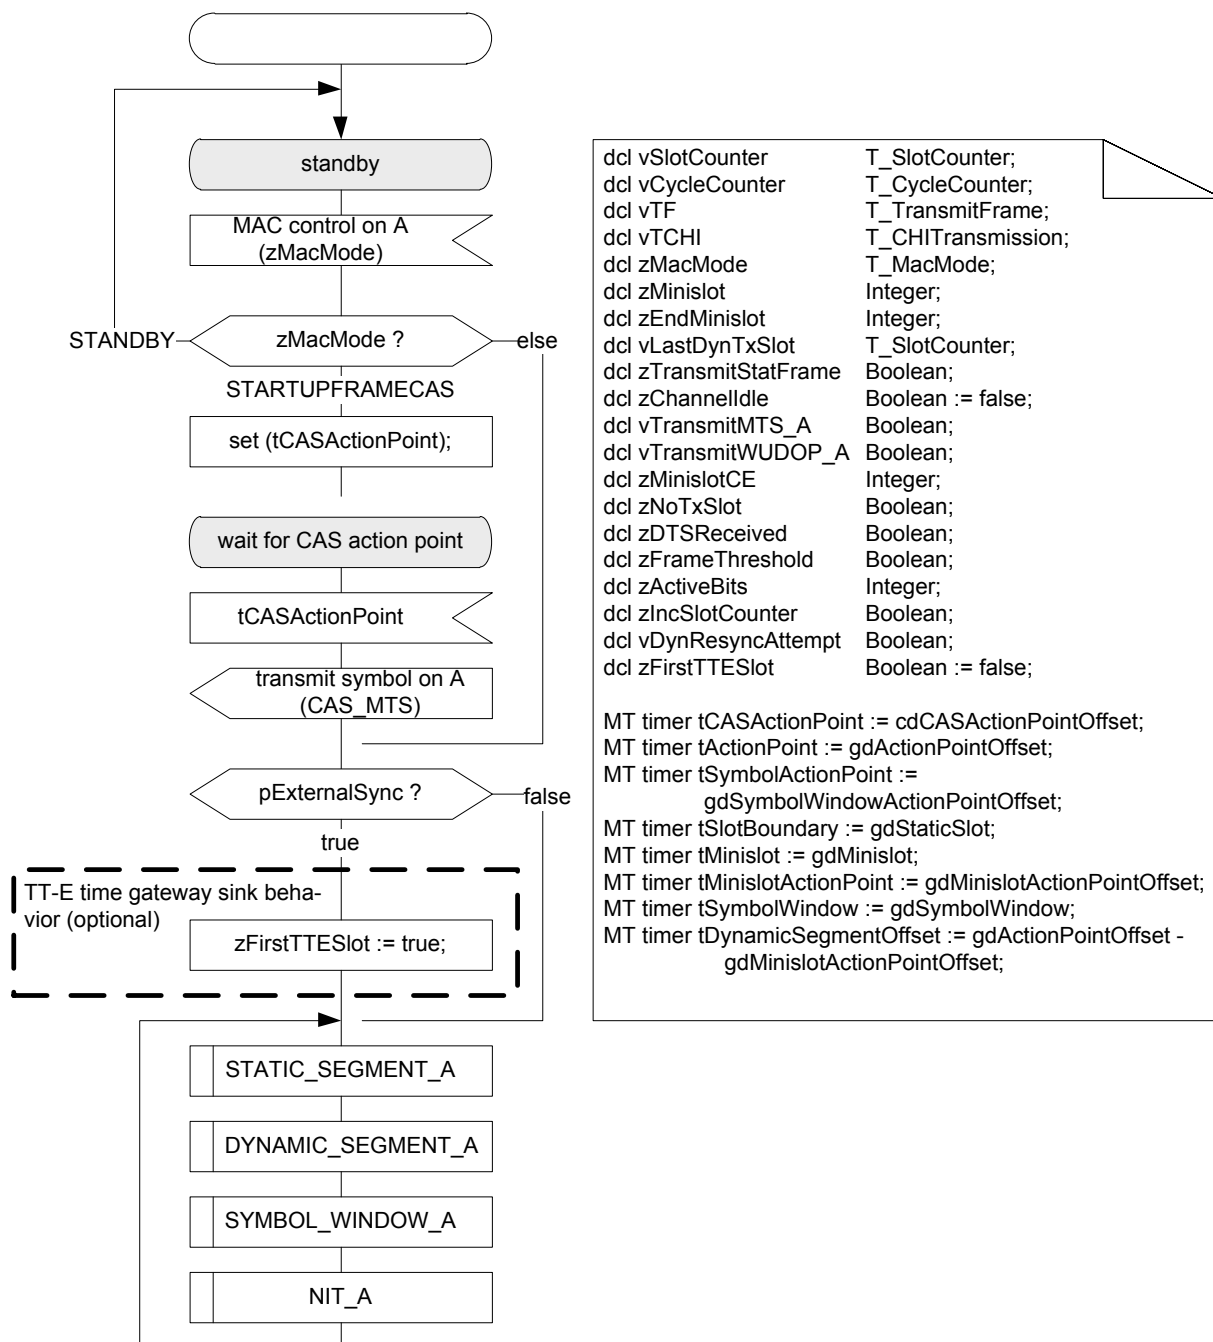 standby
MAC control on A
(zMacMode)
STANDBY
zMacMode ?
else
STARTUPFRAMECAS
set (tCASActionPoint);
wait for CAS action point
tCASActionPoint
transmit symbol on A
(CAS_MTS)
pExternalSync ?
false
true
TT-E time gateway sink beha-
vior (optional)
zFirstTTESlot := true;
STATIC_SEGMENT_A
DYNAMIC_SEGMENT_A
SYMBOL_WINDOW_A
NIT_A
dcl vSlotCounter T_SlotCounter;
dcl vCycleCounter T_CycleCounter;
dcl vTF T_TransmitFrame;
dcl vTCHI T_CHITransmission;
dcl zMacMode T_MacMode;
dcl zMinislot Integer;
dcl zEndMinislot Integer;
dcl vLastDynTxSlot T_SlotCounter;
dcl zTransmitStatFrame Boolean;
dcl zChannelIdle Boolean := false;
dcl vTransmitMTS_A Boolean;
dcl vTransmitWUDOP_A Boolean;
dcl zMinislotCE Integer;
dcl zNoTxSlot Boolean;
dcl zDTSReceived Boolean;
dcl zFrameThreshold Boolean;
dcl zActiveBits Integer;
dcl zIncSlotCounter Boolean;
dcl vDynResyncAttempt Boolean;
dcl zFirstTTESlot Boolean := false;
MT timer tCASActionPoint := cdCASActionPointOffset;
MT timer tActionPoint := gdActionPointOffset;
MT timer tSymbolActionPoint :=
gdSymbolWindowActionPointOffset;
MT timer tSlotBoundary := gdStaticSlot;
MT timer tMinislot := gdMinislot;
MT timer tMinislotActionPoint := gdMinislotActionPointOffset;
MT timer tSymbolWindow := gdSymbolWindow;
MT timer tDynamicSegmentOffset := gdActionPointOffset -
gdMinislotActionPointOffset;